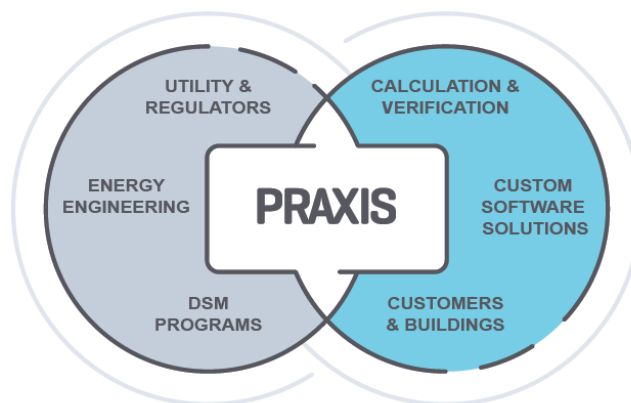 UTILITY &
REGULATORS
CALCULATION &
VERIFICATION
ENERGY
ENGINEERING
PRAXIS
CUSTOM
SOFTWARE
SOLUTIONS
DSM
PROGRAMS
CUSTOMERS
& BUILDINGS